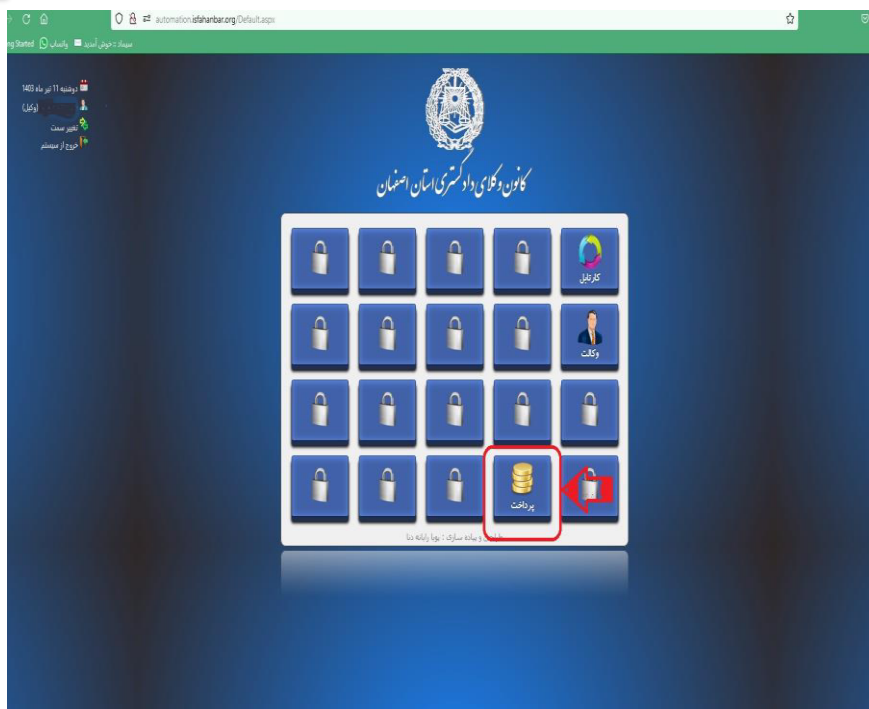 automation.isfahanbar.org/Default.aspx
سیماد :: خوش آمدید واتساپ ng Started
دوشنبه 11 تیر ماه 1403
(وکیل)
تغییر سمت
خروج از سیستم
کانون وکلای دادگستری استان اصفهان
کارتابل
وکالت
پرداخت
و پیاده سازی : پویا رایانه دنا